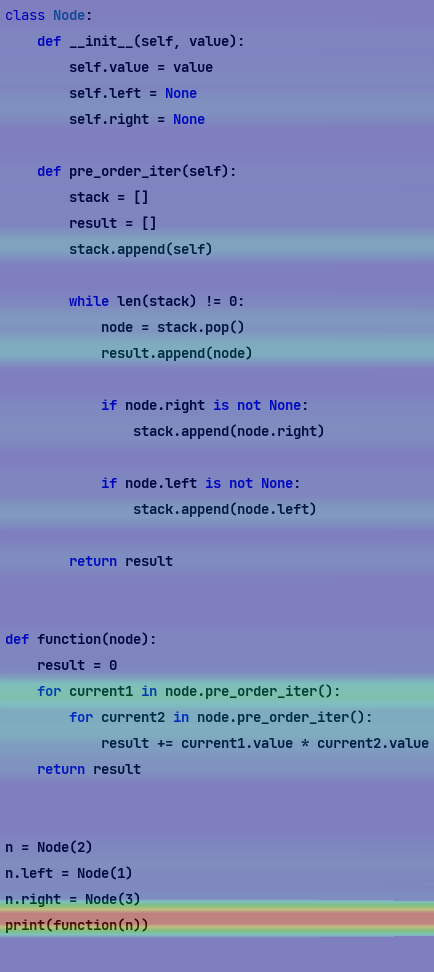 class Node:
    def __init__(self, value):
        self.value = value
        self.left = None
        self.right = None

    def pre_order_iter(self):
        stack = []
        result = []
        stack.append(self)

        while len(stack) != 0:
            node = stack.pop()
            result.append(node)

            if node.right is not None:
                stack.append(node.right)

            if node.left is not None:
                stack.append(node.left)

        return result


def function(node):
    result = 0
    for current1 in node.pre_order_iter():
        for current2 in node.pre_order_iter():
            result += current1.value * current2.value
    return result


n = Node(2)
n.left = Node(1)
n.right = Node(3)
print(function(n))